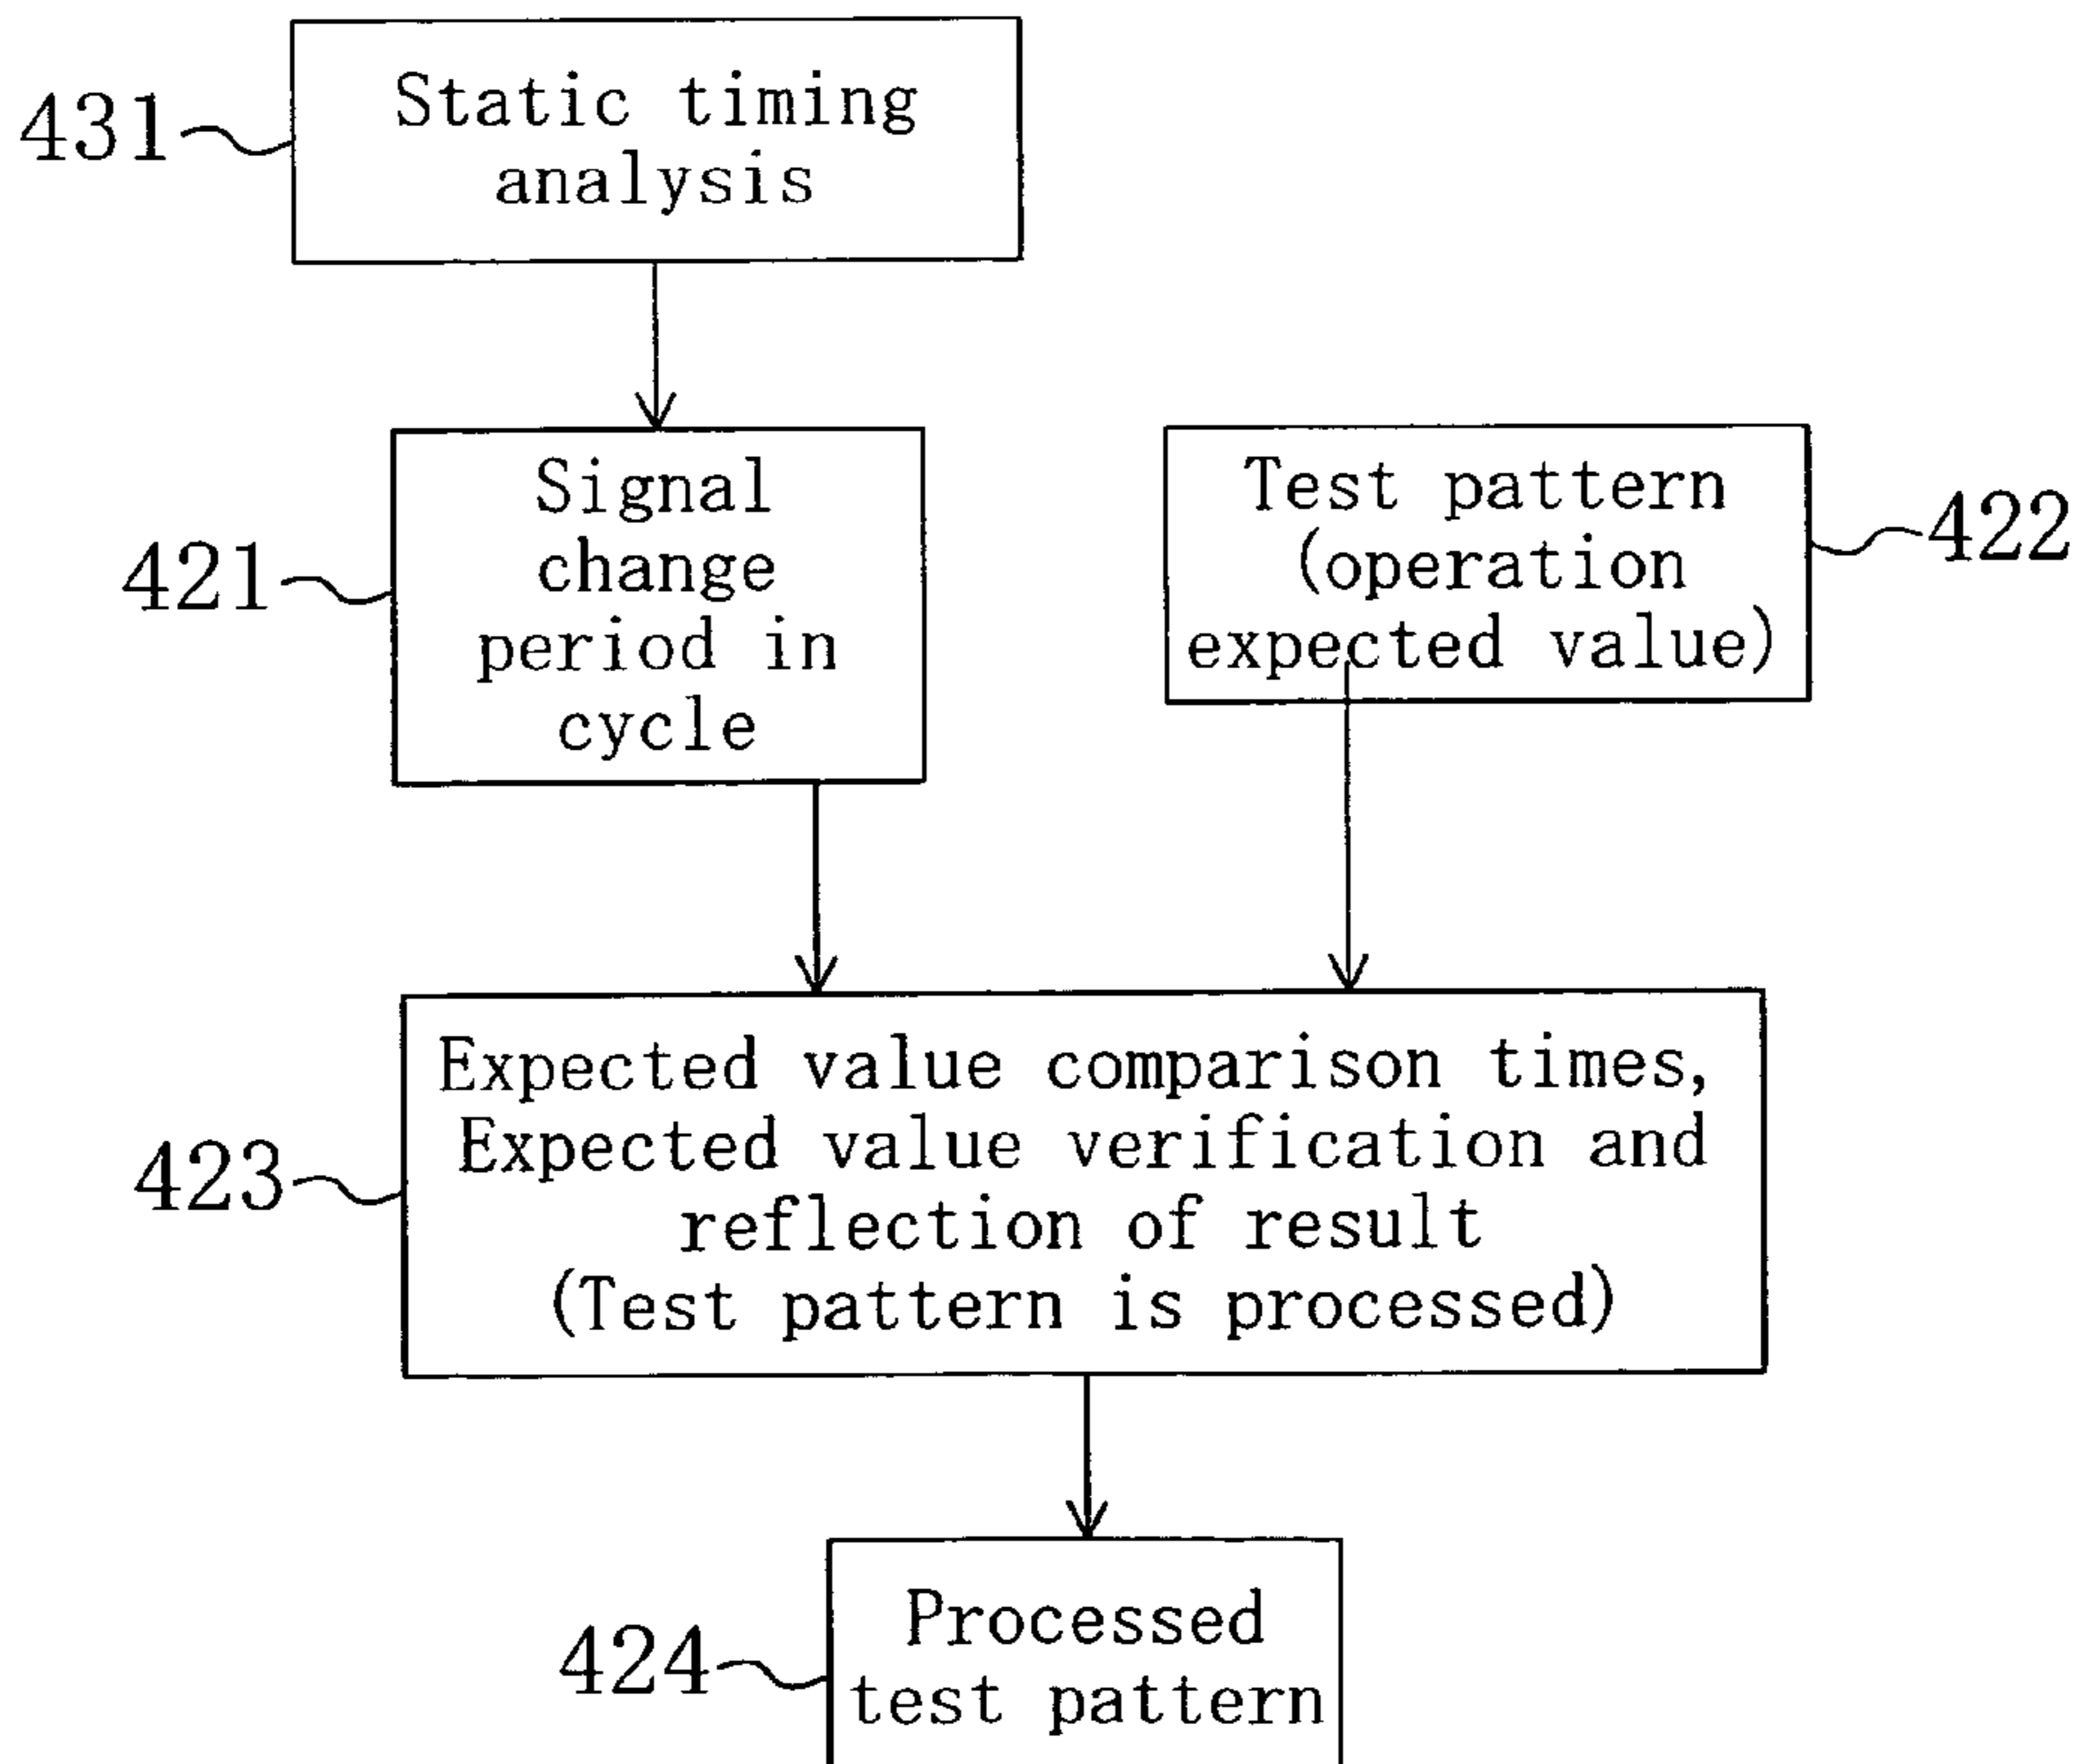 431
Static timing
analysis
421
Signal
change
period in
cycle
Test pattern
(operation
expected value)
422
423
Expected value comparison times,
Expected value verification and
reflection of result
(Test pattern is processed)
424
Processed
test pattern